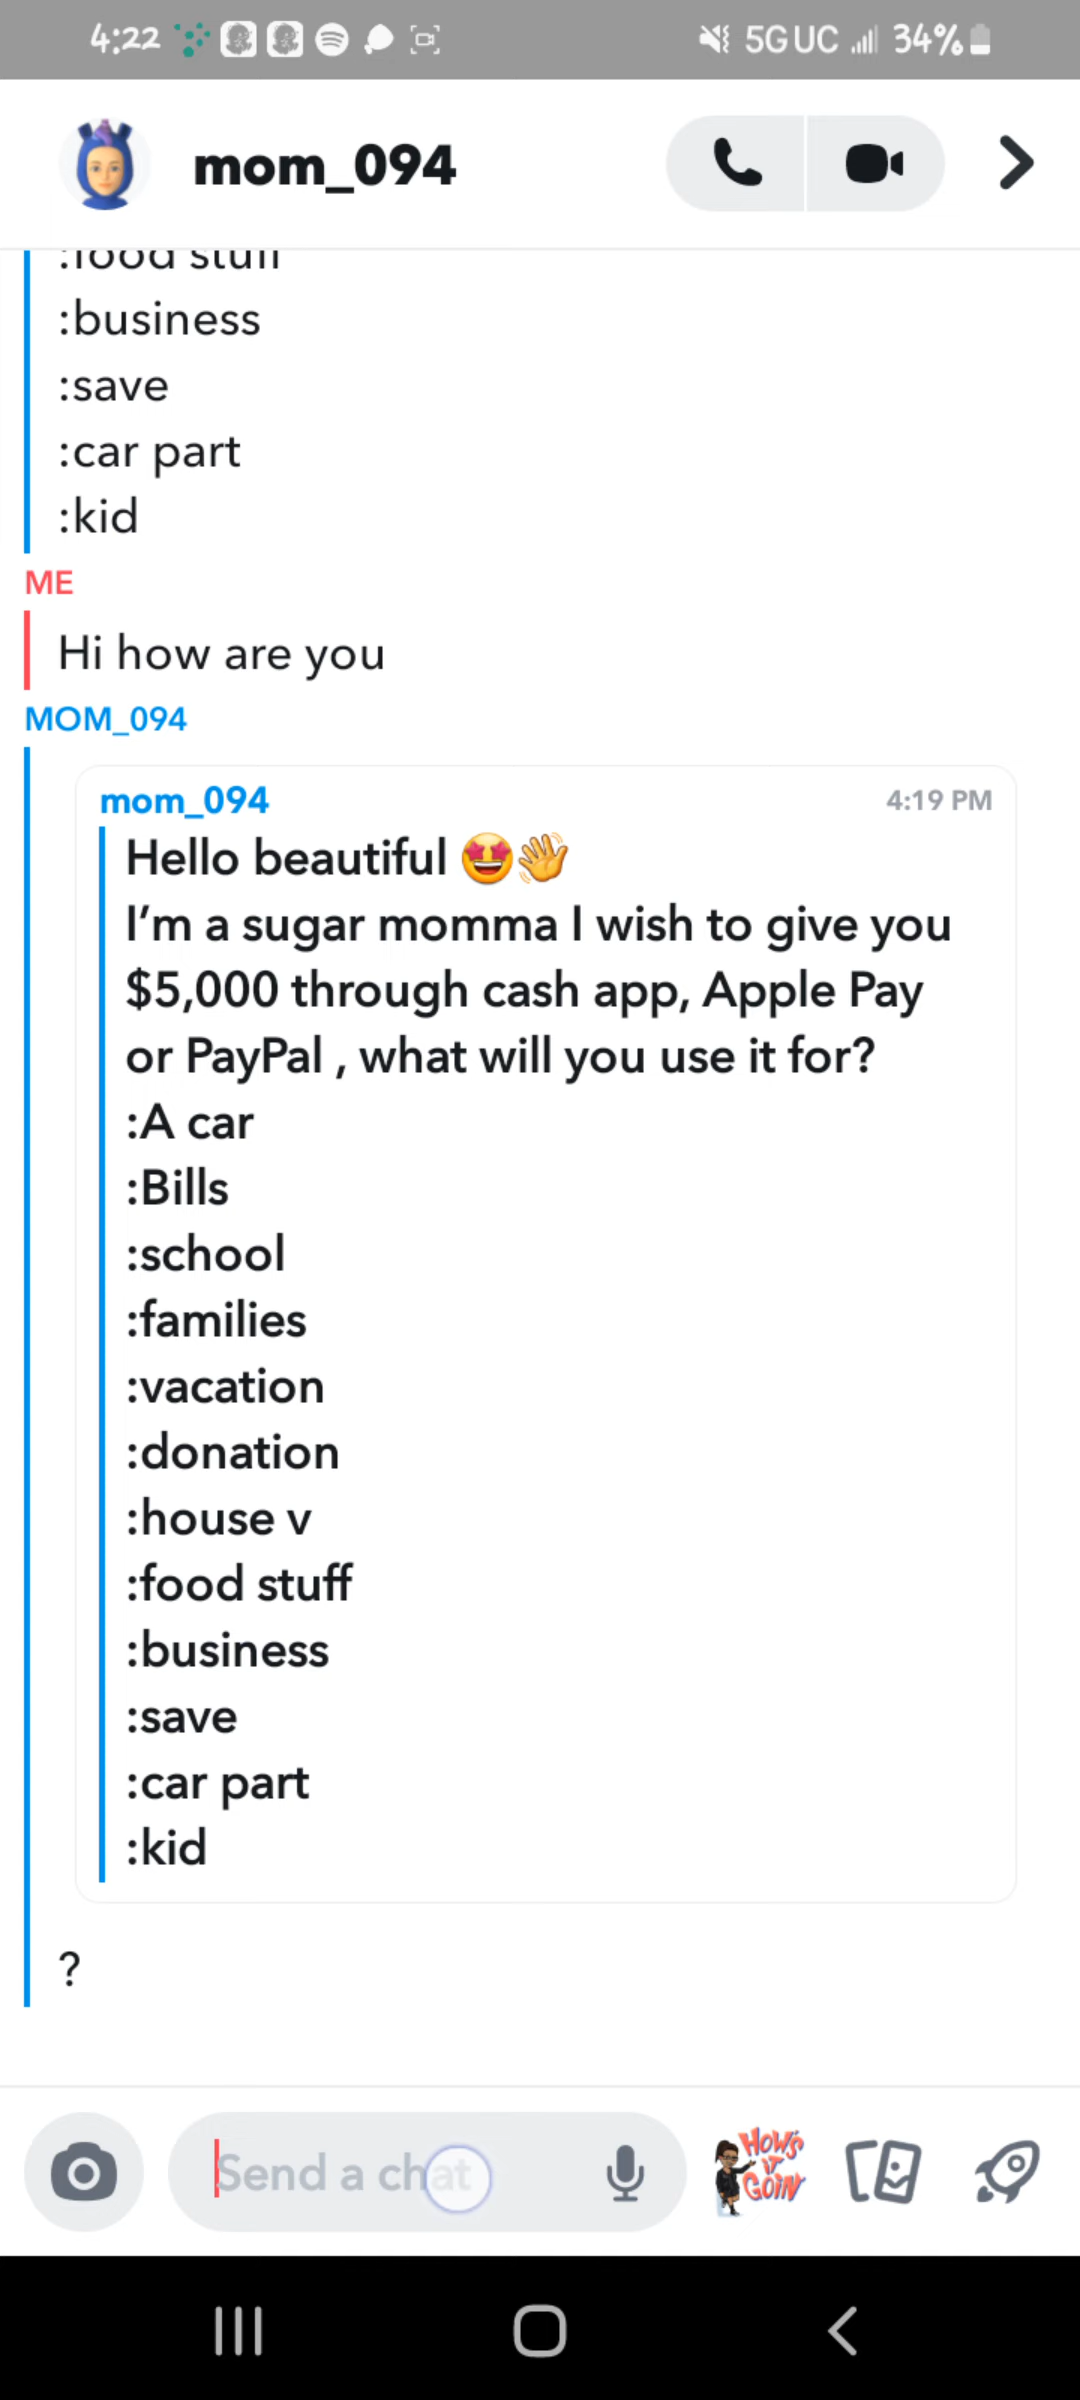 4:22
5G UC
34%
mom_094
:food stuff
:business
:save
:car part
:kid
ME
Hi how are you
MOM_094
mom_094
4:19 PM
Hello beautiful 🤩👋
I’m a sugar momma I wish to give you
$5,000 through cash app, Apple Pay
or PayPal , what will you use it for?
:A car
:Bills
:school
:families
:vacation
:donation
:house v
:food stuff
:business
:save
:car part
:kid
?
Send a chat
HOW'S
IT
GOIN'